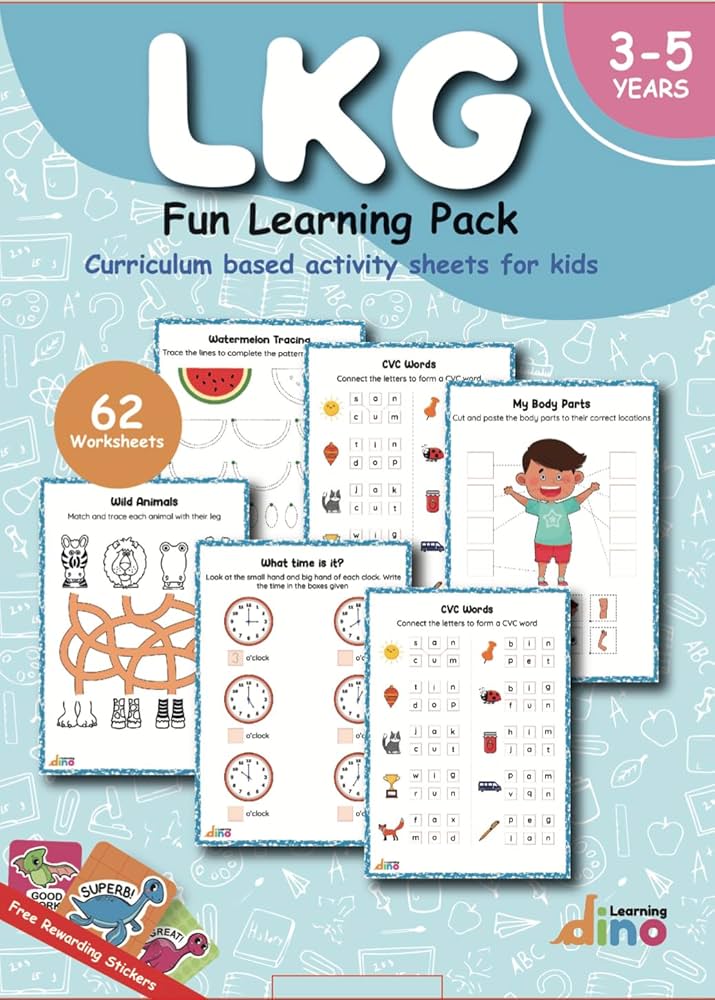 LKG
3-5
YEARS
Fun Learning Pack
Curriculum based activity sheets for kids
62
Worksheets
Watermelon Tracing
Trace the lines to complete the pattern
CVC Words
Connect the letters to form a CVC word
s a n
c u m
t i n
d o p
j a k
c u t
w i g
My Body Parts
Cut and paste the body parts to their correct locations
Wild Animals
Match and trace each animal with their leg
dino
What time is it?
Look at the small hand and big hand of each clock. Write
the time in the boxes given
3 o'clock
o'clock
o'clock
dino
CVC Words
Connect the letters to form a CVC word
s a n b i n
c u m p e t
t i n b i g
d o p f u n
j a k h i m
c u t j a t
w i g p a m
r u n v q n
f a x p e g
m a d l a n
dino
GOOD
SUPERB!
GREAT!
Free Rewarding Stickers
Learning
dino